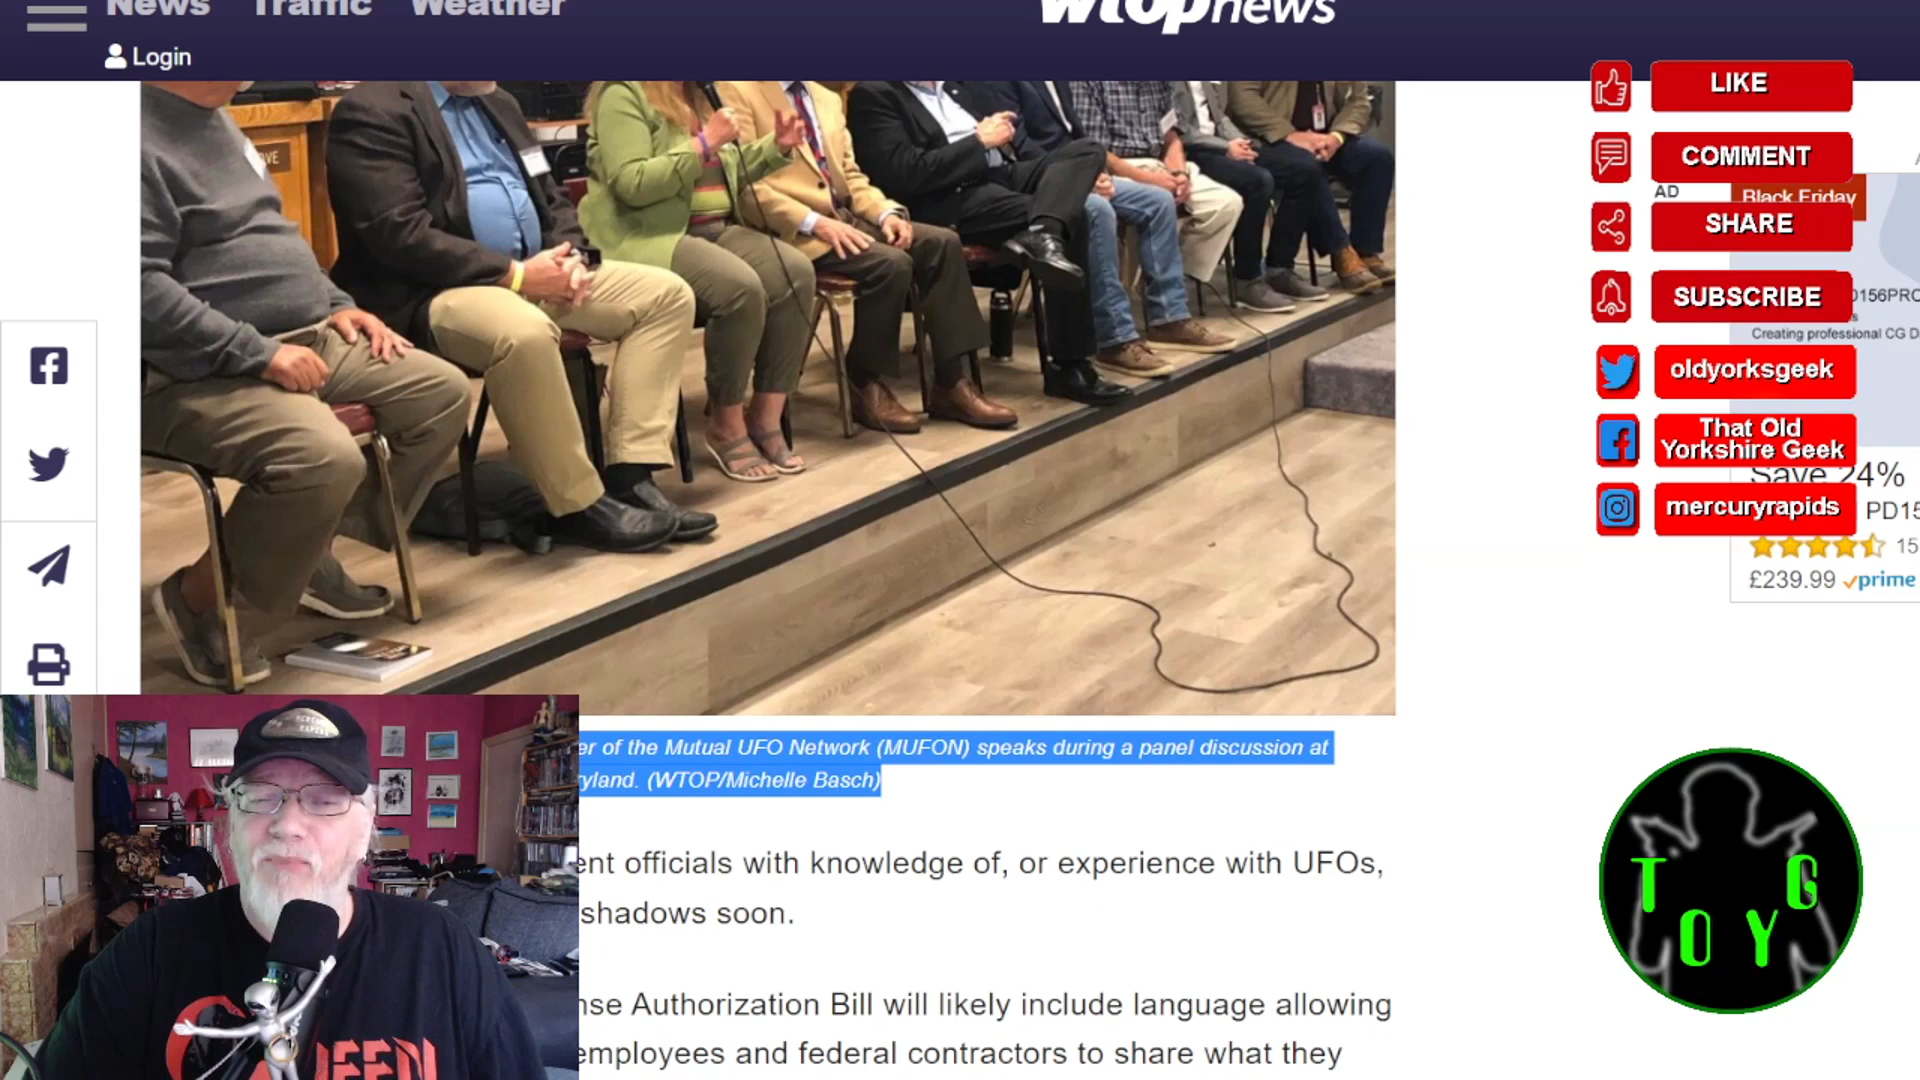 News Traffic Weather
wtopnews
Login
LIKE
COMMENT
AD
Black Friday
SHARE
SUBSCRIBE
D156PRO
Creating professional CG D
oldyorksgeek
That Old
Yorkshire Geek
Save 24%
mercuryrapids
PD15
15
£239.99 prime
er of the Mutual UFO Network (MUFON) speaks during a panel discussion at
yland. (WTOP/Michelle Basch)
ent officials with knowledge of, or experience with UFOs,
shadows soon.
nse Authorization Bill will likely include language allowing
employees and federal contractors to share what they
T G
O Y